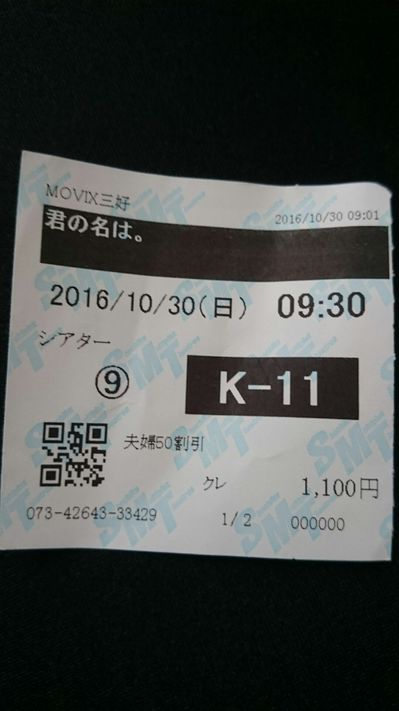 MOVIX三好
2016/10/30 09:01
君の名は。
2016/10/30(日) 09:30
シアター
⑨ K-11
夫婦50割引
クレ 1,100円
073-42643-33429 1/2 000000
SMT